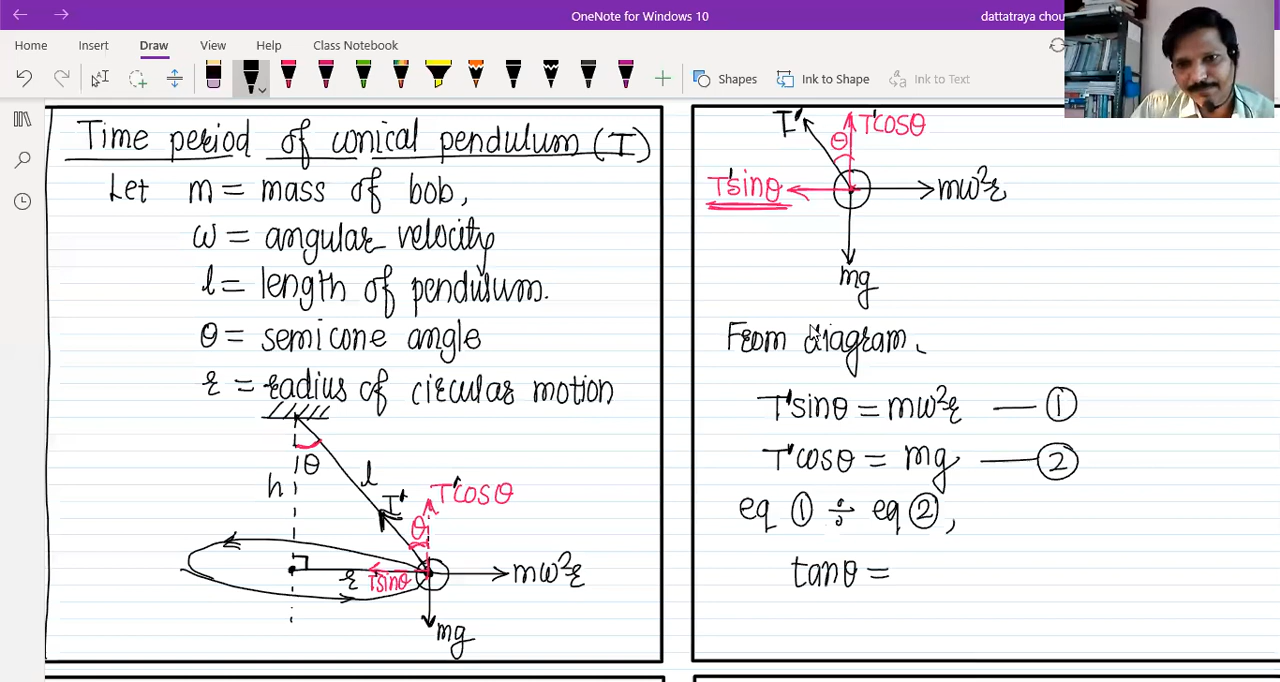 OneNote for Windows 10
dattatraya chou
Home Insert Draw View Help Class Notebook
Shapes Ink to Shape Ink to Text
Time period of conical pendulum (T)
Let m = mass of bob,
ω = angular velocity
l = length of pendulum.
θ = semicone angle
r = radius of circular motion
θ
h
l
T'
T'cosθ
θ
r
T'sinθ
mω²r
mg
T'
T'cosθ
θ
T'sinθ
mω²r
mg
From diagram,
T'sinθ = mω²r — ①
T'cosθ = mg — ②
eq ① ÷ eq ②,
tanθ =